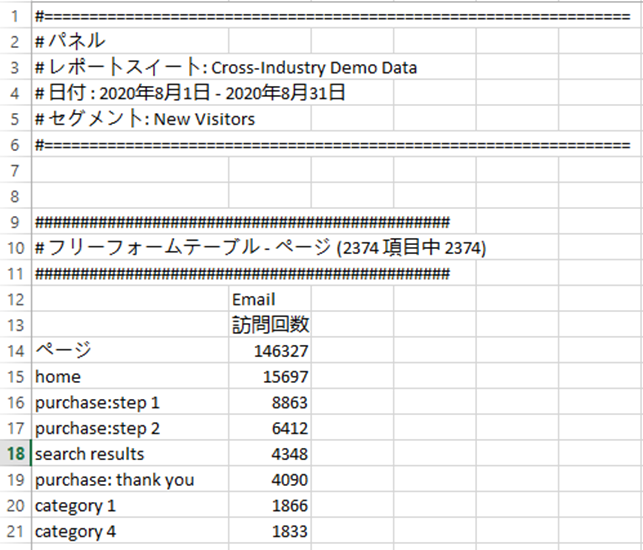 1 #=================================================================
2 # パネル
3 # レポートスイート: Cross-Industry Demo Data
4 # 日付 : 2020年8月1日 - 2020年8月31日
5 # セグメント: New Visitors
6 #=================================================================
7
8
9 ##############################################
10 # フリーフォームテーブル - ページ (2374 項目中 2374)
11 ##############################################
12 Email
13 訪問回数
14 ページ 146327
15 home 15697
16 purchase:step 1 8863
17 purchase:step 2 6412
18 search results 4348
19 purchase: thank you 4090
20 category 1 1866
21 category 4 1833